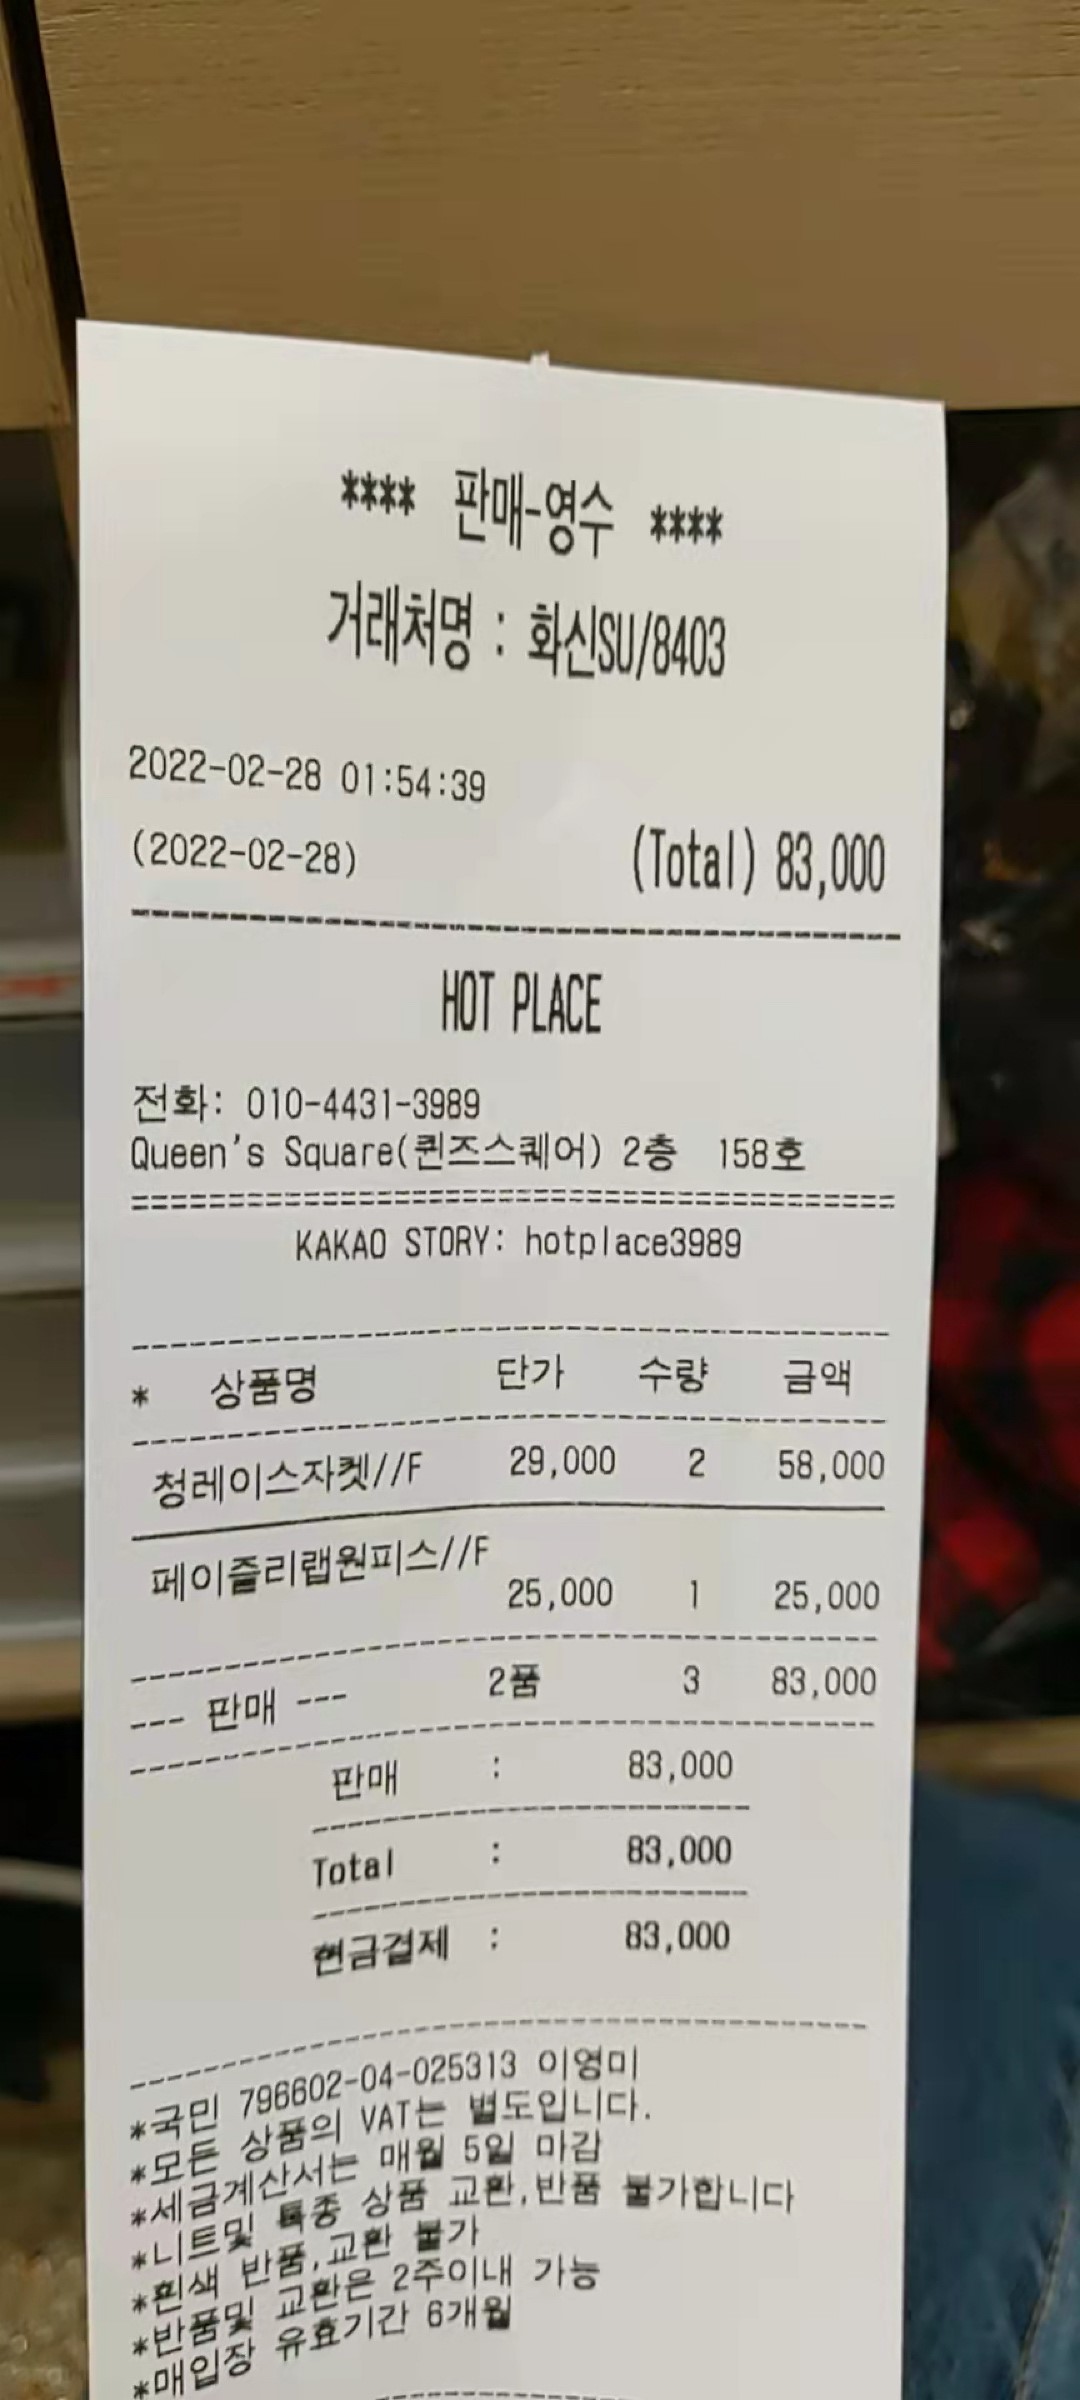 **** 판매-영수 ****
거래처명 : 화신SU/8403
2022-02-28 01:54:39
(2022-02-28) (Total) 83,000
HOT PLACE
전화: 010-4431-3989
Queen's Square(퀸즈스퀘어) 2층 158호
KAKAO STORY: hotplace3989
* 상품명 단가 수량 금액
청레이스자켓//F 29,000 2 58,000
페이즐리랩원피스//F
25,000 1 25,000
--- 판매 --- 2품 3 83,000
판매 : 83,000
Total : 83,000
현금결제 : 83,000
*국민 796602-04-025313 이영미
*모든 상품의 VAT는 별도입니다.
*세금계산서는 매월 5일 마감
*니트및 특종 상품 교환,반품 불가합니다
*흰색 반품,교환 불가
*반품및 교환은 2주이내 가능
*매입장 유효기간 6개월